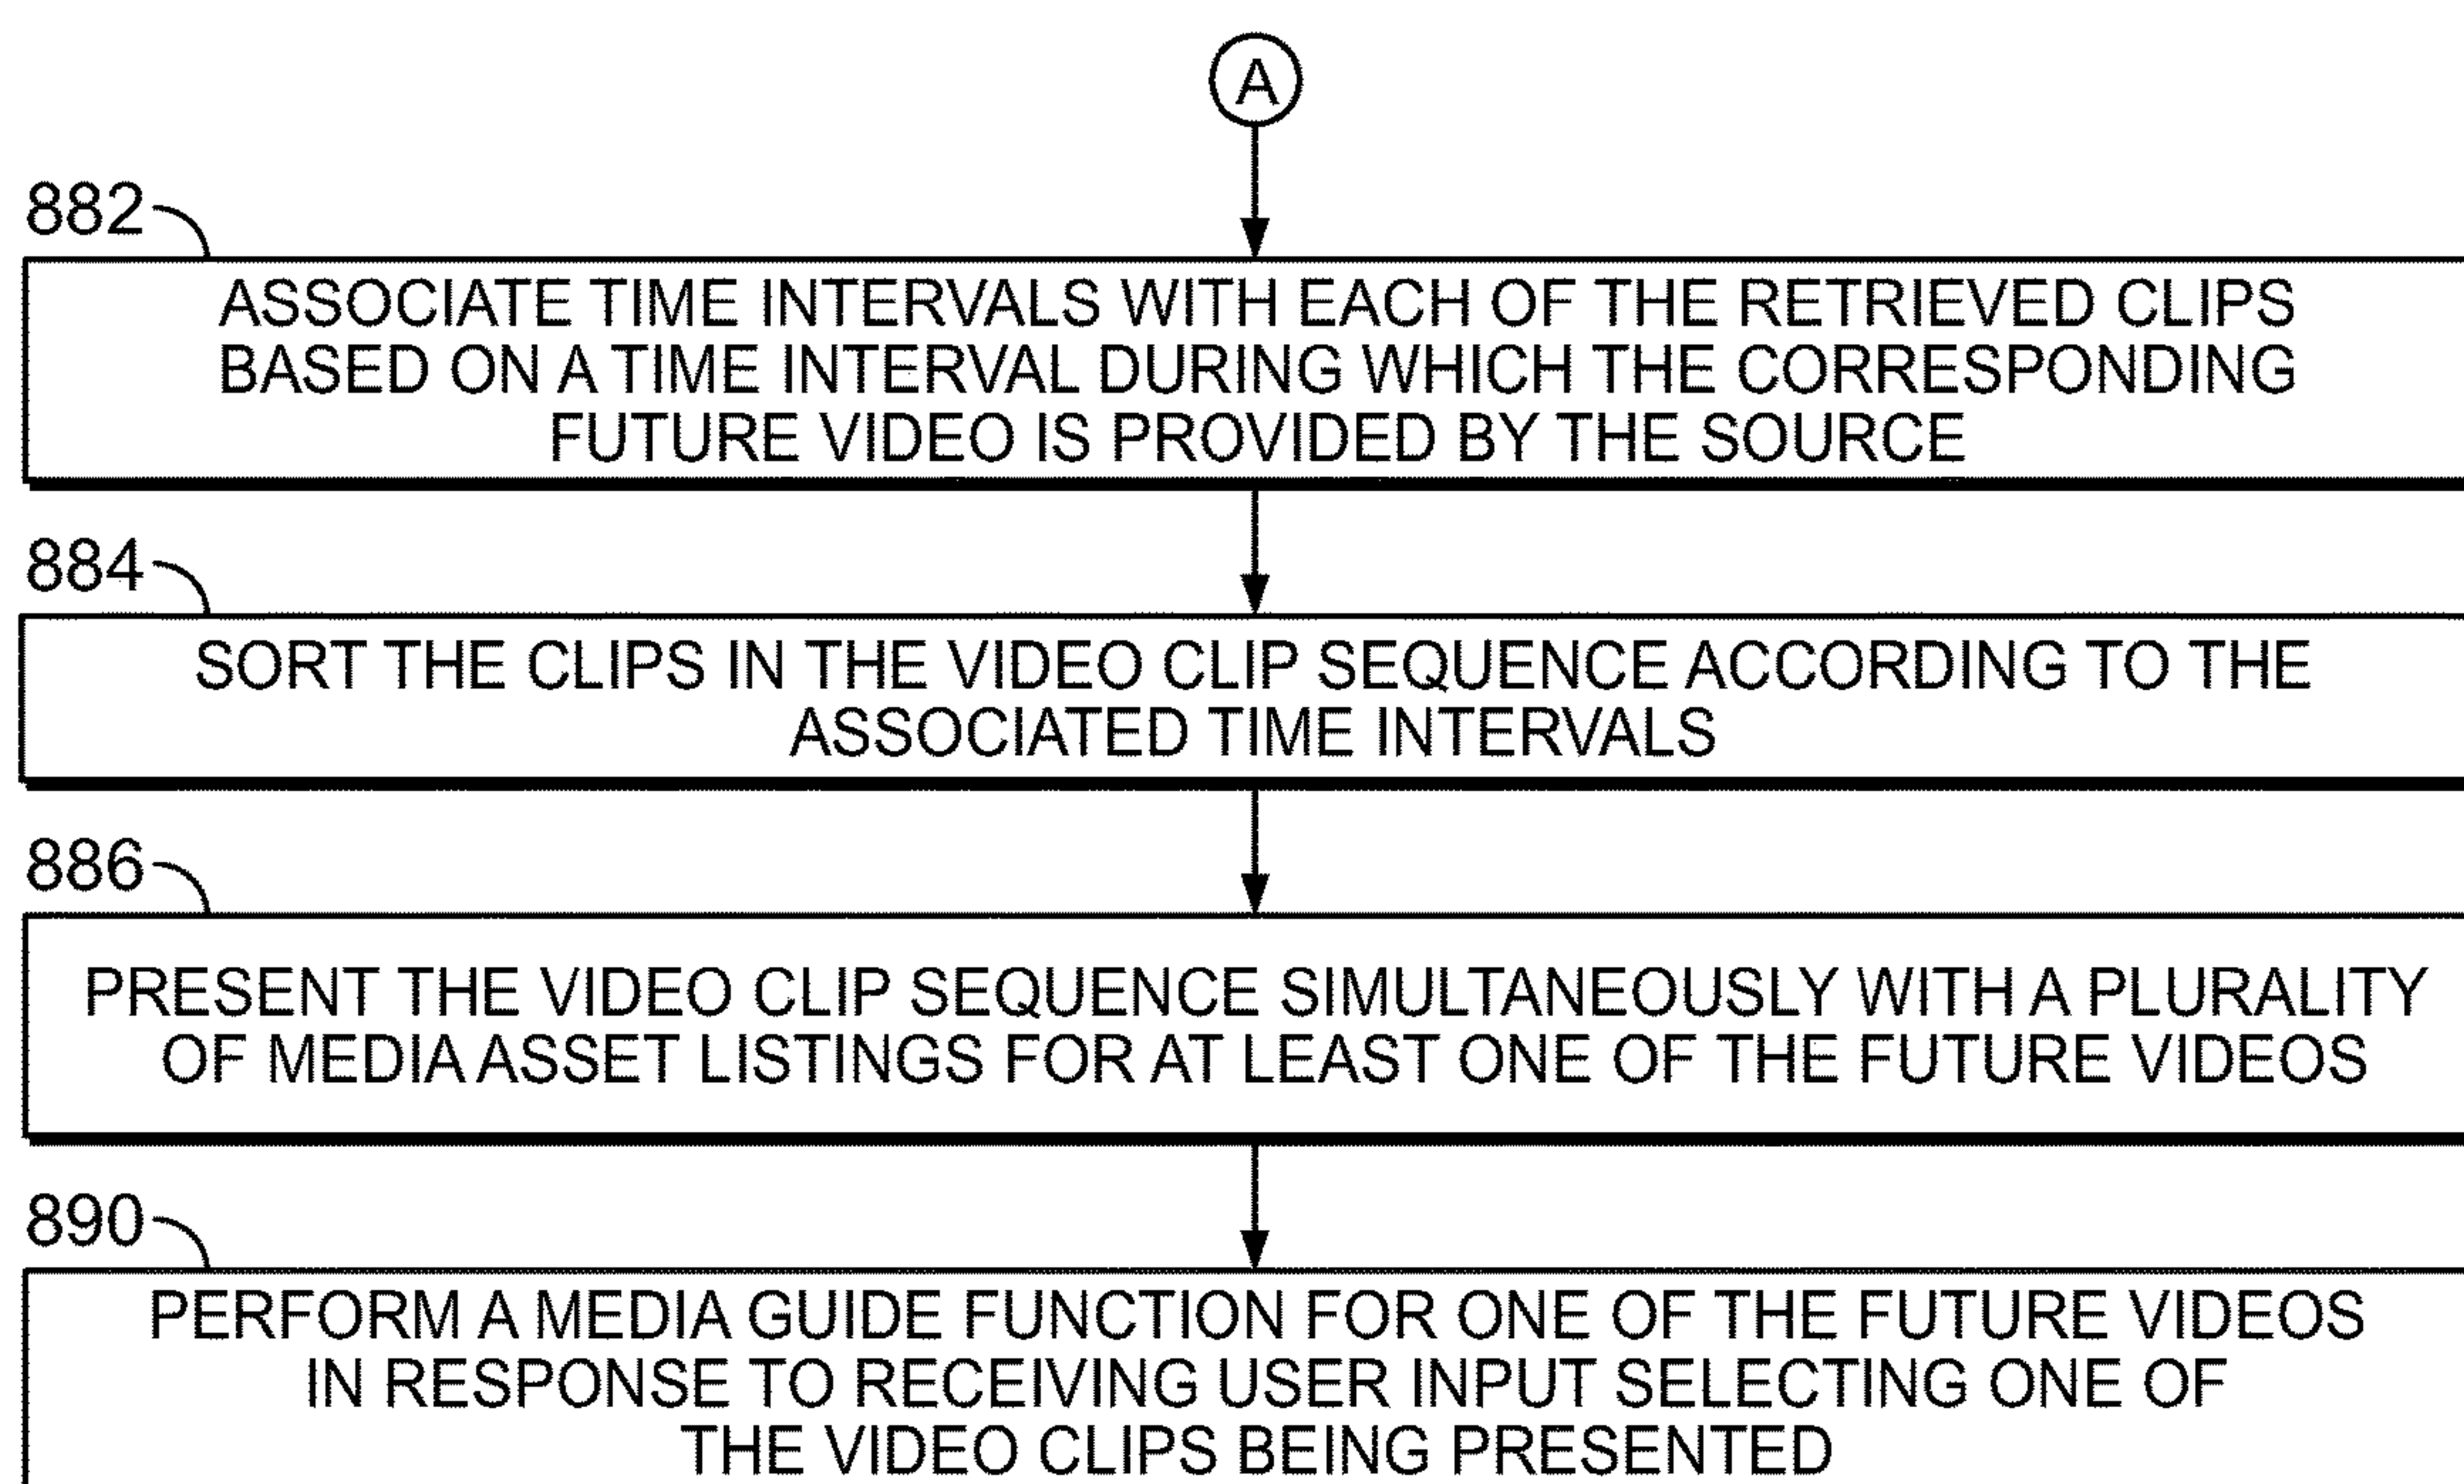 A
882
ASSOCIATE TIME INTERVALS WITH EACH OF THE RETRIEVED CLIPS
BASED ON A TIME INTERVAL DURING WHICH THE CORRESPONDING
FUTURE VIDEO IS PROVIDED BY THE SOURCE
884
SORT THE CLIPS IN THE VIDEO CLIP SEQUENCE ACCORDING TO THE
ASSOCIATED TIME INTERVALS
886
PRESENT THE VIDEO CLIP SEQUENCE SIMULTANEOUSLY WITH A PLURALITY
OF MEDIA ASSET LISTINGS FOR AT LEAST ONE OF THE FUTURE VIDEOS
890
PERFORM A MEDIA GUIDE FUNCTION FOR ONE OF THE FUTURE VIDEOS
IN RESPONSE TO RECEIVING USER INPUT SELECTING ONE OF
THE VIDEO CLIPS BEING PRESENTED